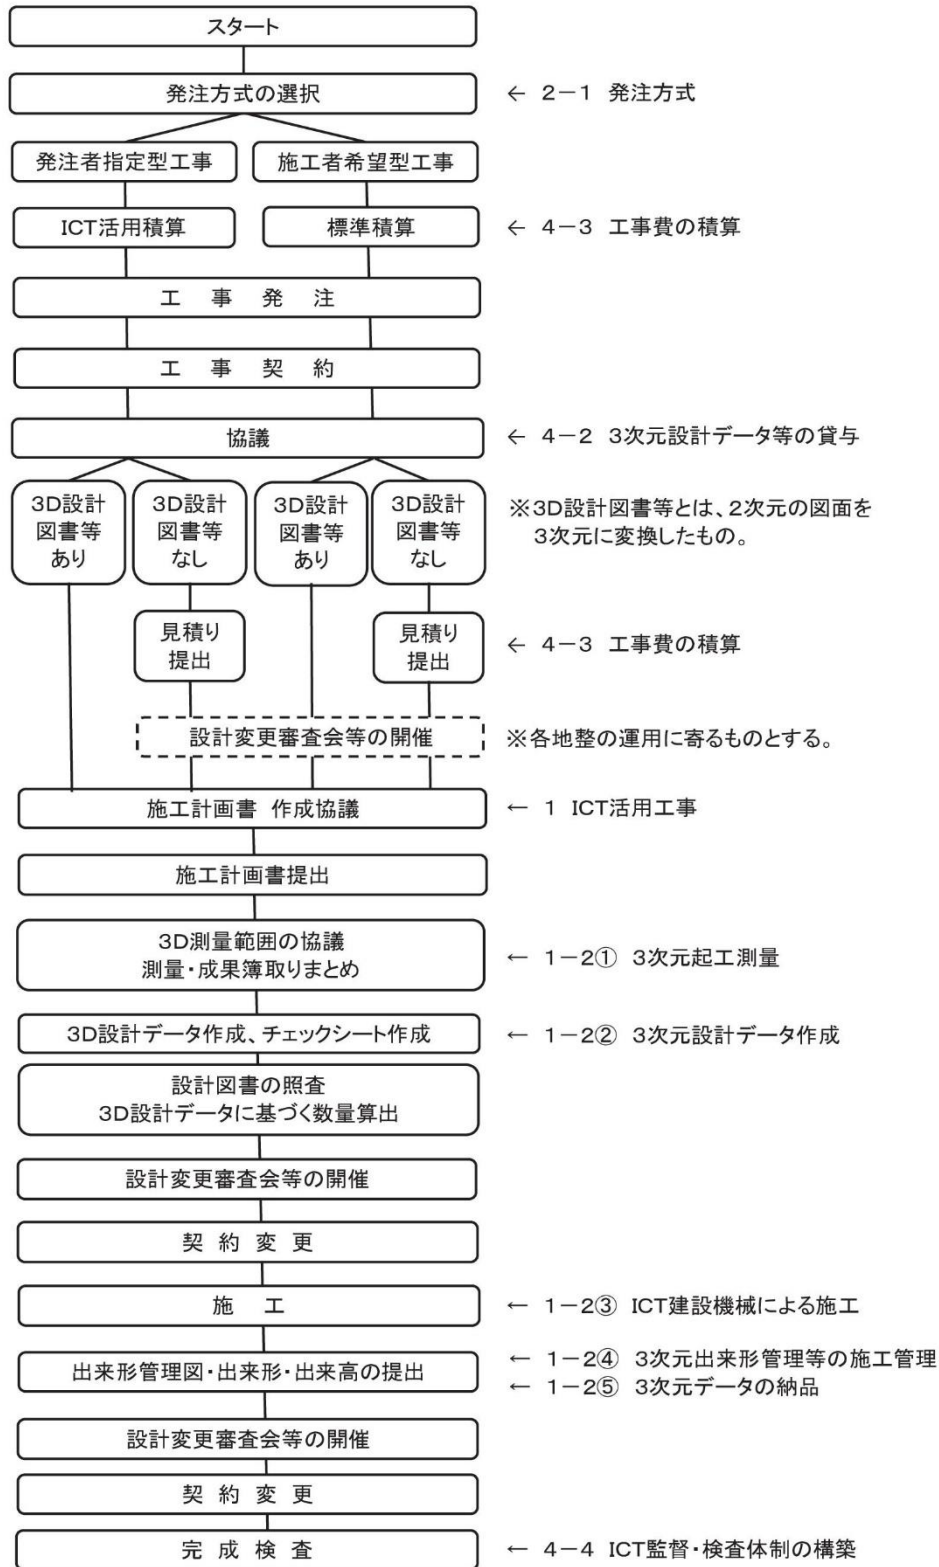 スタート
発注方式の選択
← 2－1 発注方式
発注者指定型工事
施工者希望型工事
ICT活用積算
標準積算
← 4－3 工事費の積算
工 事 発 注
工 事 契 約
協議
← 4－2 3次元設計データ等の貸与
3D設計
図書等
あり
3D設計
図書等
なし
3D設計
図書等
あり
3D設計
図書等
なし
※3D設計図書等とは、2次元の図面を
3次元に変換したもの。
見積り
提出
見積り
提出
← 4－3 工事費の積算
設計変更審査会等の開催
※各地整の運用に寄るものとする。
施工計画書 作成協議
← 1 ICT活用工事
施工計画書提出
3D測量範囲の協議
測量・成果簿取りまとめ
← 1－2① 3次元起工測量
3D設計データ作成、チェックシート作成
← 1－2② 3次元設計データ作成
設計図書の照査
3D設計データに基づく数量算出
設計変更審査会等の開催
契 約 変 更
施 工
← 1－2③ ICT建設機械による施工
出来形管理図・出来形・出来高の提出
← 1－2④ 3次元出来形管理等の施工管理
← 1－2⑤ 3次元データの納品
設計変更審査会等の開催
契 約 変 更
完 成 検 査
← 4－4 ICT監督・検査体制の構築